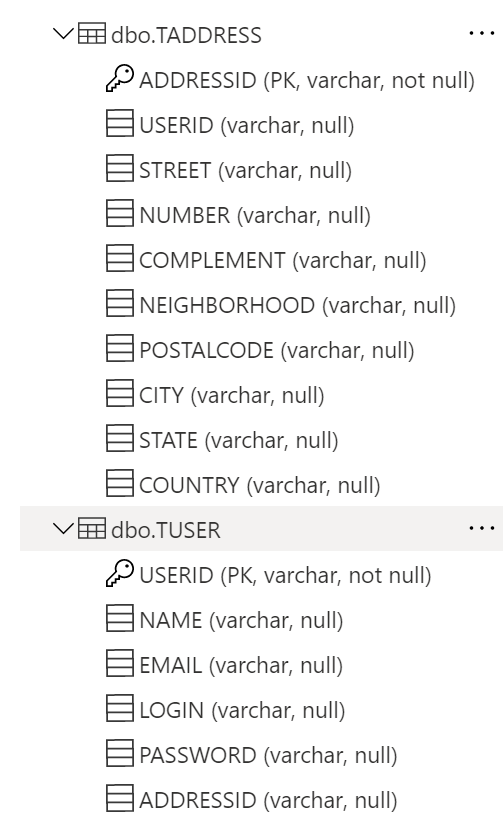 dbo.TADDRESS ...
ADDRESSID (PK, varchar, not null)
USERID (varchar, null)
STREET (varchar, null)
NUMBER (varchar, null)
COMPLEMENT (varchar, null)
NEIGHBORHOOD (varchar, null)
POSTALCODE (varchar, null)
CITY (varchar, null)
STATE (varchar, null)
COUNTRY (varchar, null)
dbo.TUSER ...
USERID (PK, varchar, not null)
NAME (varchar, null)
EMAIL (varchar, null)
LOGIN (varchar, null)
PASSWORD (varchar, null)
ADDRESSID (varchar, null)